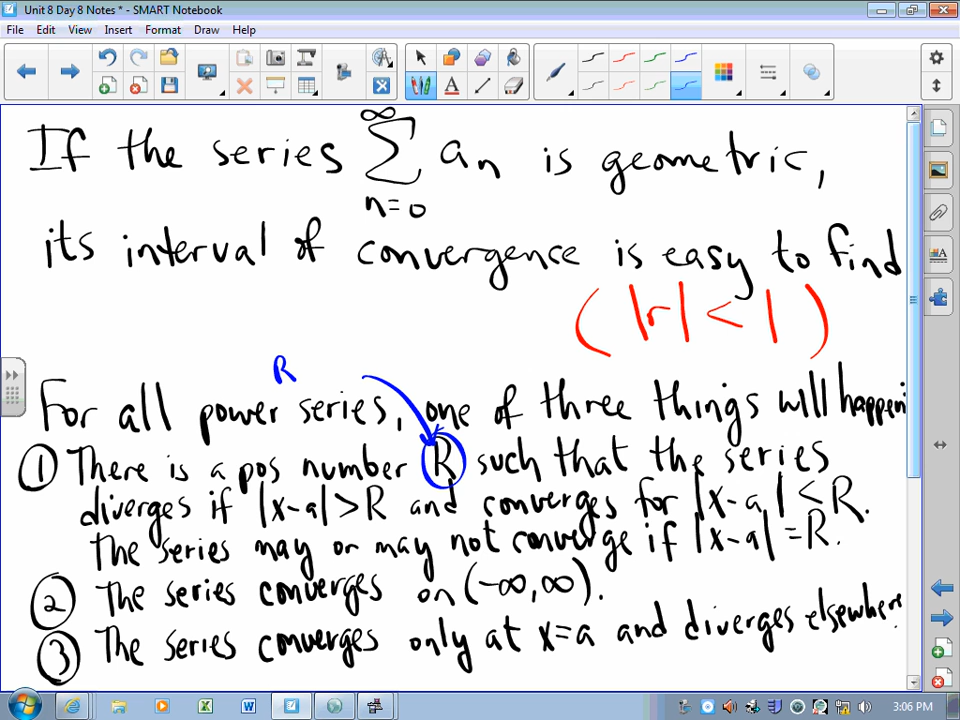 Unit 8 Day 8 Notes * - SMART Notebook
File Edit View Insert Format Draw Help
If the series ∞ Σ n=0 aₙ is geometric,
its interval of convergence is easy to find
( |r| < 1 )
R
For all power series, one of three things will happen:
① There is a pos number R such that the series
diverges if |x-a| > R and converges for |x-a| < R.
The series may or may not converge if |x-a| = R.
② The series converges on (-∞,∞).
③ The series converges only at x=a and diverges elsewhere.
3:06 PM